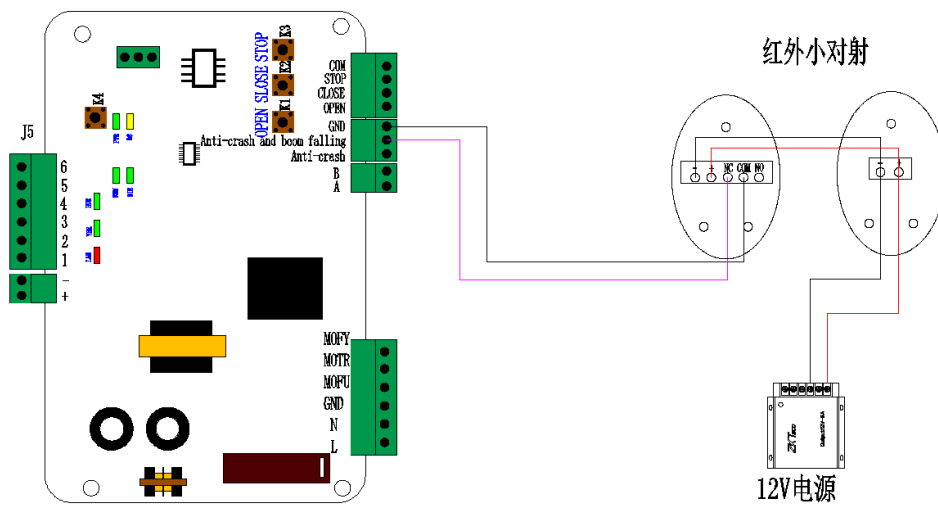 红外小对射
K3
K2
K1
OPEN SLOSE STOP
K4
COM
STOP
CLOSE
OPEN
GND
Anti-crash and boom falling
Anti-crash
B
A
J5
6
5
4
3
2
1
-
+
- + NC COM NO
- +
MOFY
MOTR
MOFU
GND
N
L
ZKTeco
12V电源